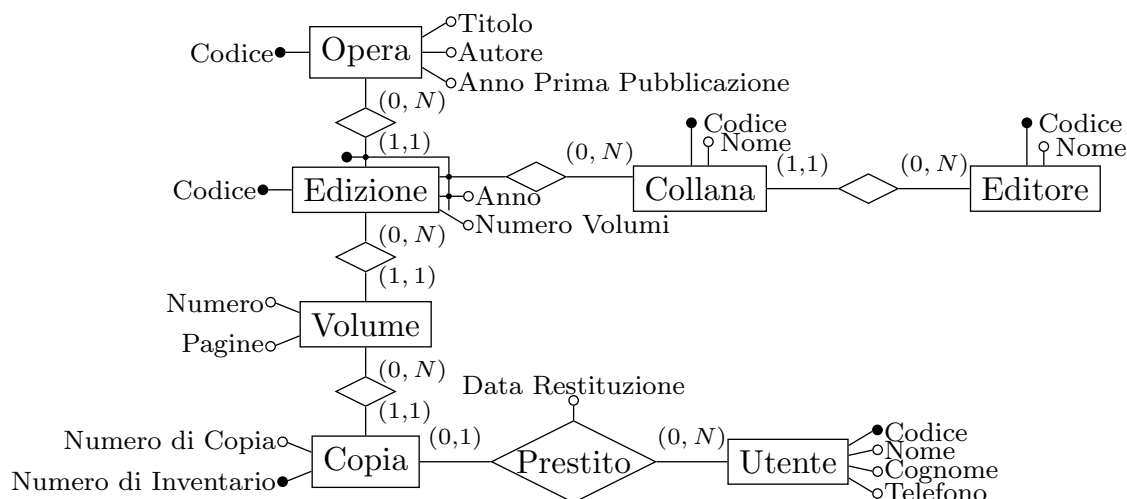 Titolo
Codice Opera Autore
Anno Prima Pubblicazione
(0, N)
(1,1)
(0, N)
Codice
Nome
(1,1)
(0, N)
Codice
Nome
Codice Edizione Anno Collana Editore
Numero Volumi
(0, N)
(1, 1)
Numero
Volume
Pagine
(0, N)
(1,1)
Data Restituzione
Numero di Copia
Copia
Numero di Inventario
(0,1)
Prestito
(0, N)
Utente
Codice
Nome
Cognome
Telefono